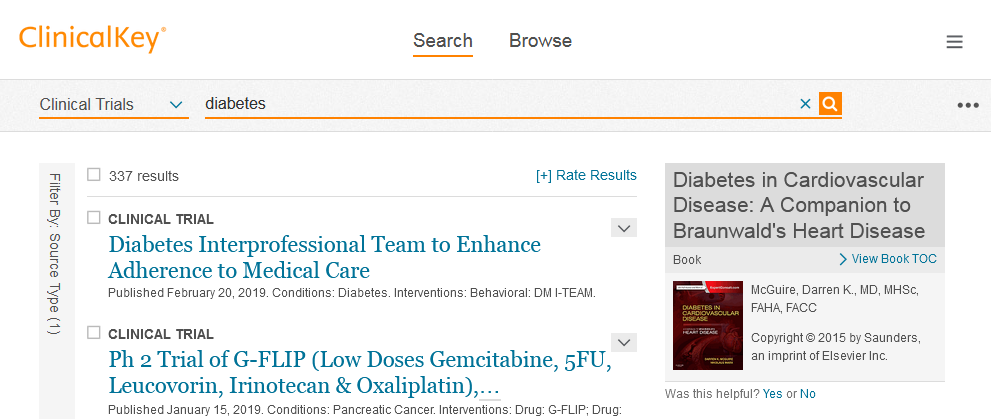 ClinicalKey®
Search
Browse
Clinical Trials
diabetes
Filter By: Source Type (1)
337 results
[+] Rate Results
CLINICAL TRIAL
Diabetes Interprofessional Team to Enhance
Adherence to Medical Care
Published February 20, 2019. Conditions: Diabetes. Interventions: Behavioral: DM I-TEAM.
CLINICAL TRIAL
Ph 2 Trial of G-FLIP (Low Doses Gemcitabine, 5FU,
Leucovorin, Irinotecan & Oxaliplatin),...
Published January 15, 2019. Conditions: Pancreatic Cancer. Interventions: Drug: G-FLIP; Drug:
Diabetes in Cardiovascular
Disease: A Companion to
Braunwald's Heart Disease
Book
View Book TOC
DIABETES IN
CARDIOVASCULAR
DISEASE
HEART DISEASE
McGuire, Darren K., MD, MHSc,
FAHA, FACC
Copyright © 2015 by Saunders,
an imprint of Elsevier Inc.
Was this helpful? Yes or No